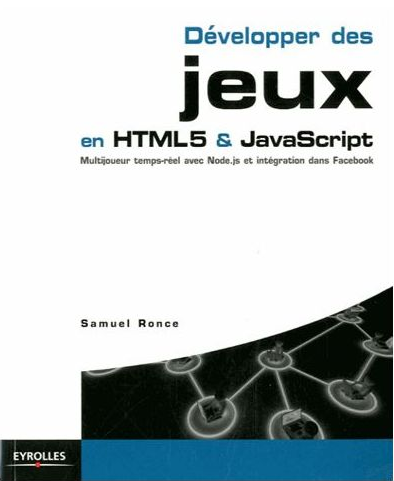 Développer des
jeux
en HTML5 & JavaScript
Multijoueur temps-réel avec Node.js et intégration dans Facebook
Samuel Ronce
EYROLLES